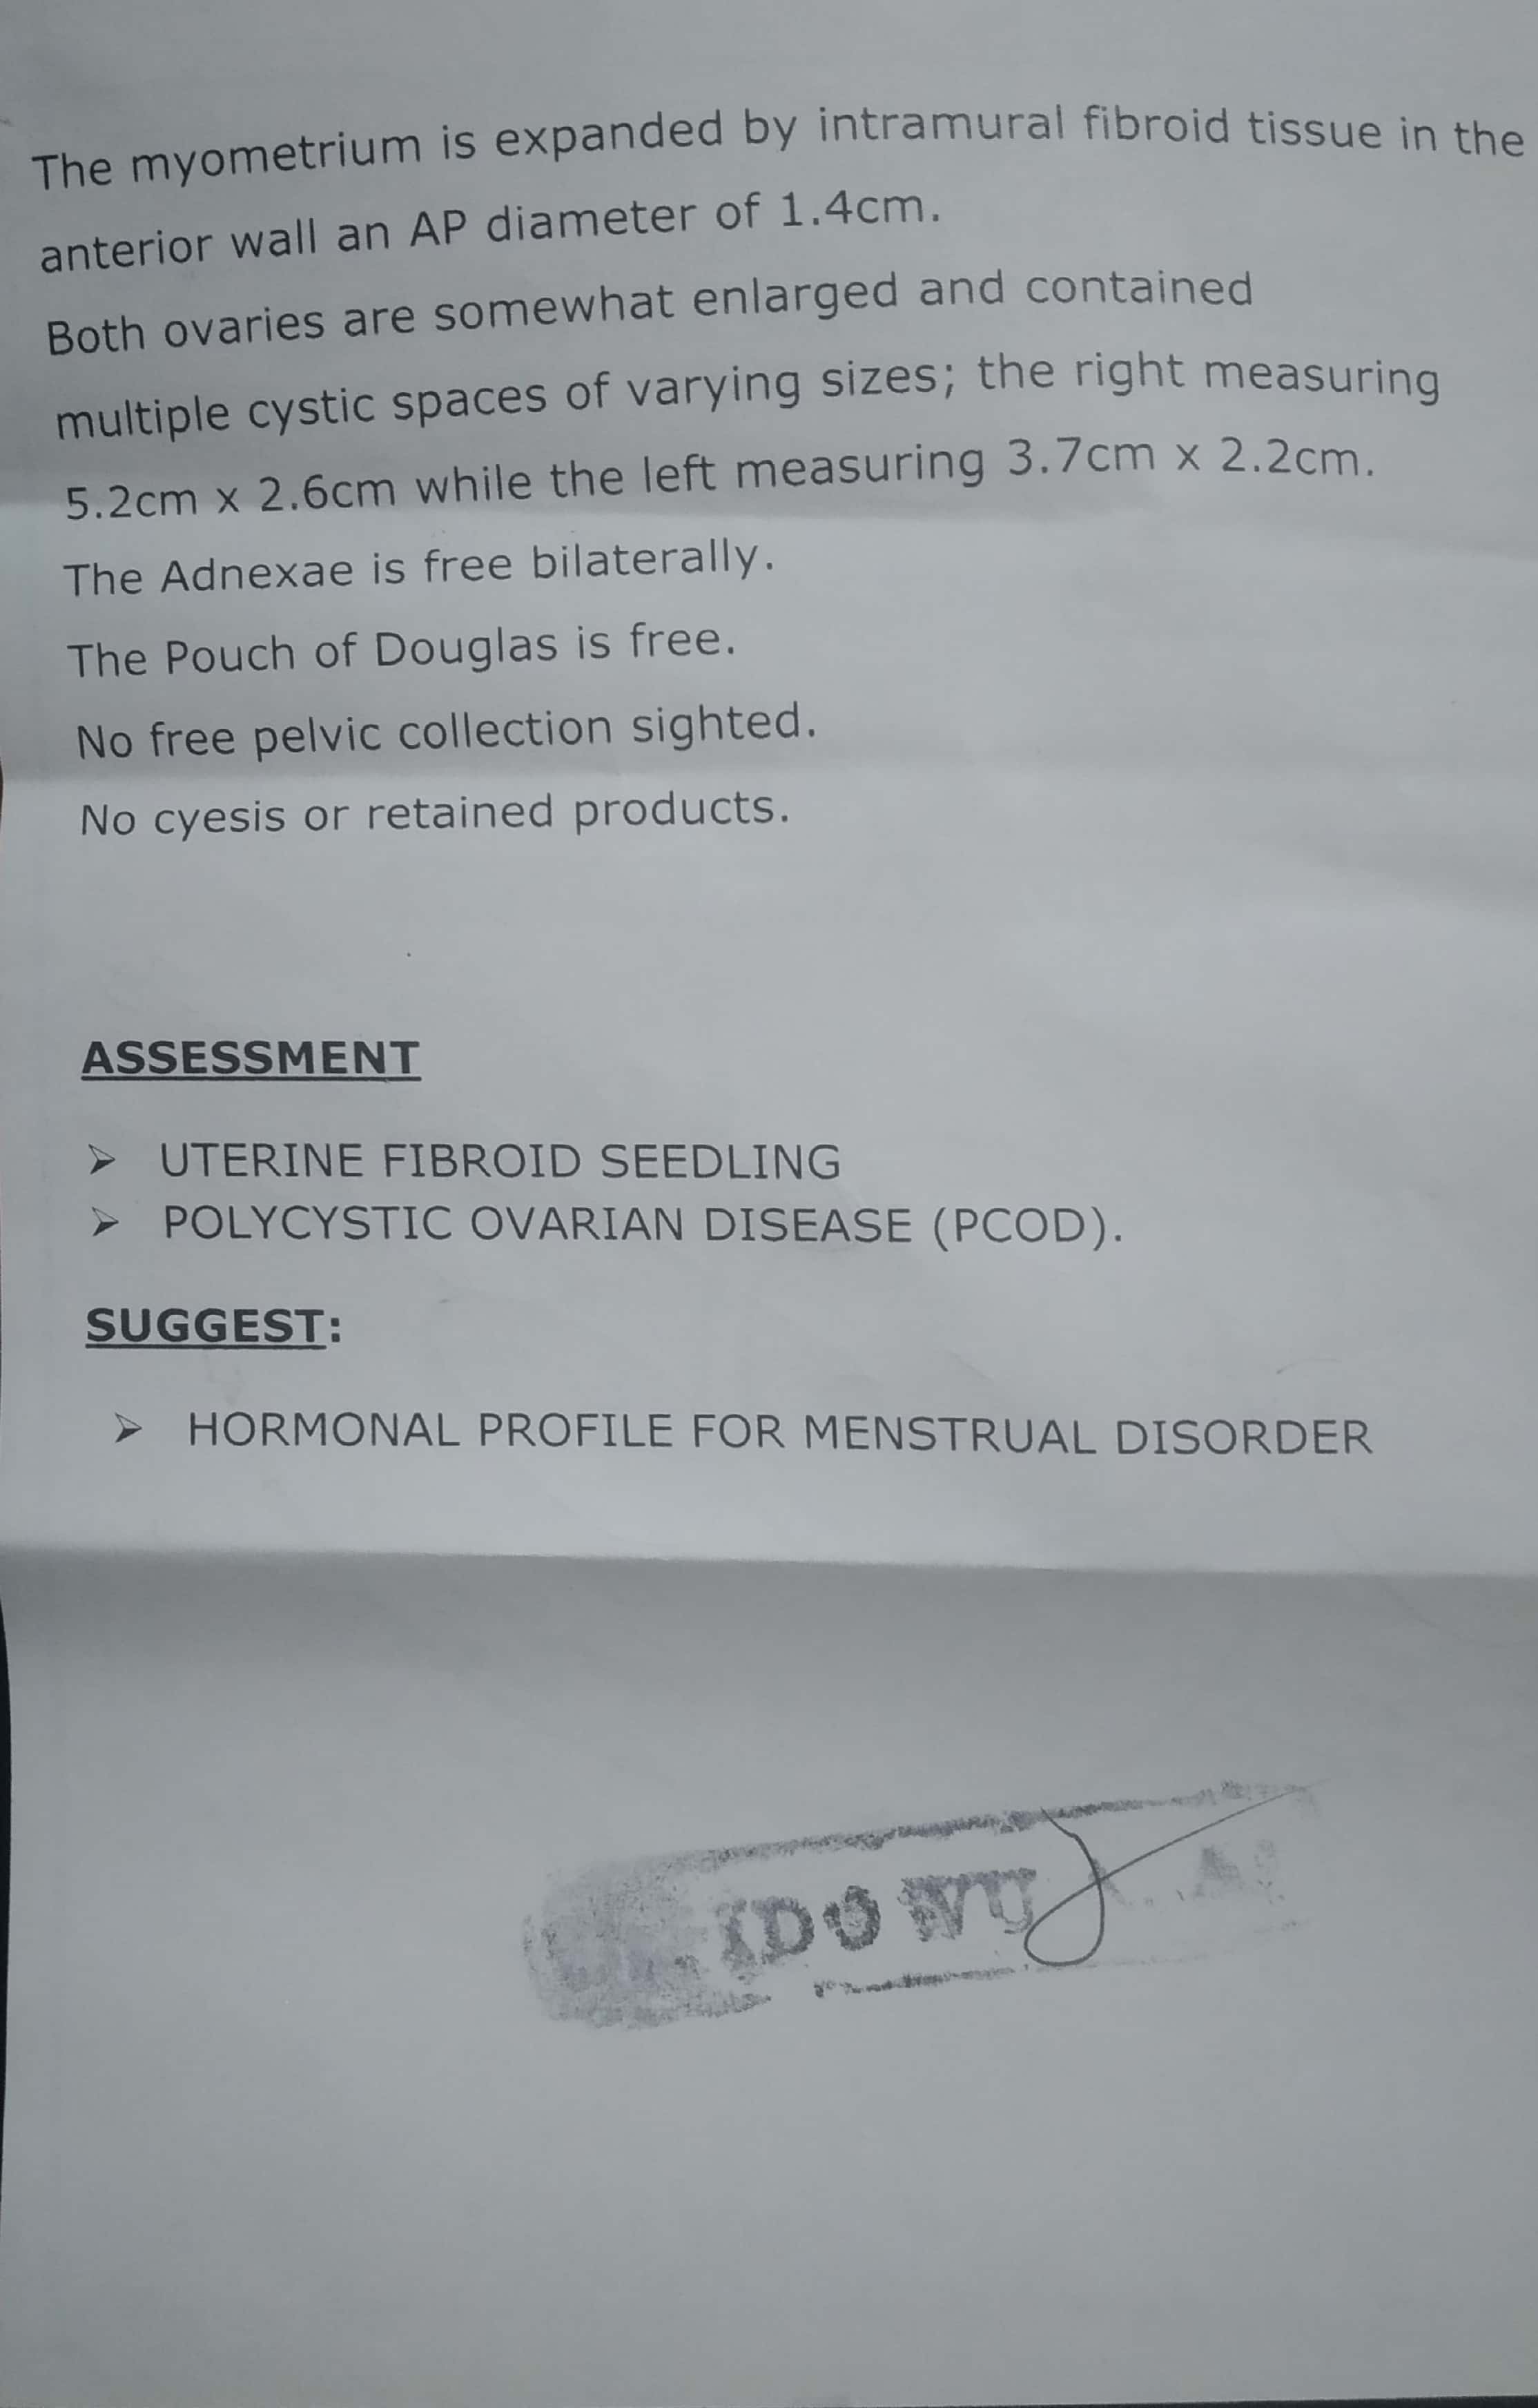 The myometrium is expanded by intramural fibroid tissue in the
anterior wall an AP diameter of 1.4cm.
Both ovaries are somewhat enlarged and contained
multiple cystic spaces of varying sizes; the right measuring
5.2cm x 2.6cm while the left measuring 3.7cm x 2.2cm.
The Adnexae is free bilaterally.
The Pouch of Douglas is free.
No free pelvic collection sighted.
No cyesis or retained products.
ASSESSMENT
➢ UTERINE FIBROID SEEDLING
➢ POLYCYSTIC OVARIAN DISEASE (PCOD).
SUGGEST:
➢ HORMONAL PROFILE FOR MENSTRUAL DISORDER
IDOWU